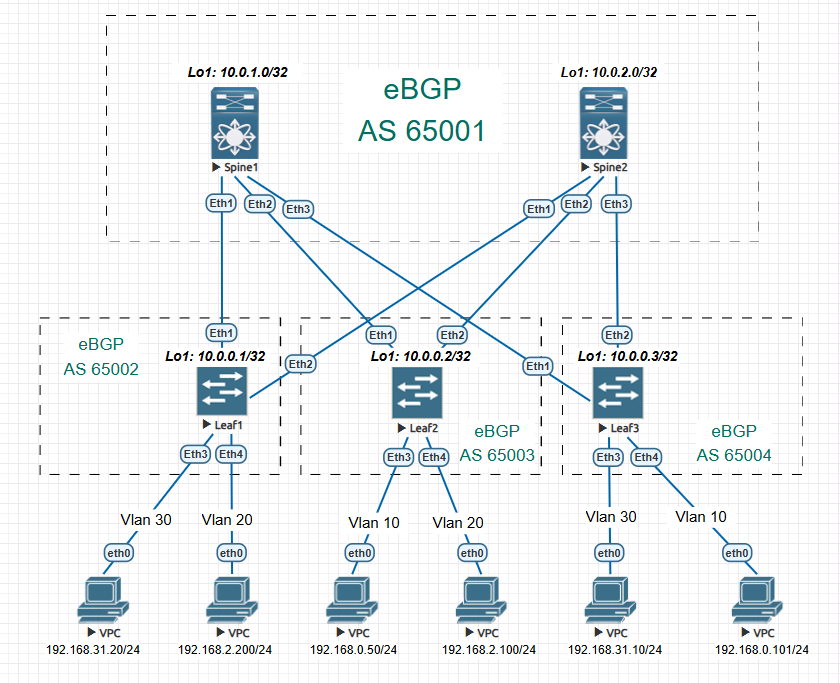 Lo1: 10.0.1.0/32
Lo1: 10.0.2.0/32
eBGP
AS 65001
Spine1
Spine2
Eth1
Eth2
Eth3
Eth1
Eth2
Eth3
Eth1
Eth1
Eth2
Eth2
eBGP
AS 65002
Lo1: 10.0.0.1/32
Lo1: 10.0.0.2/32
Lo1: 10.0.0.3/32
Eth2
Eth1
Leaf1
Leaf2
Leaf3
eBGP
AS 65003
eBGP
AS 65004
Eth3
Eth4
Eth3
Eth4
Eth3
Eth4
Vlan 30
Vlan 20
Vlan 10
Vlan 20
Vlan 30
Vlan 10
eth0
eth0
eth0
eth0
eth0
eth0
VPC
VPC
VPC
VPC
VPC
VPC
192.168.31.20/24
192.168.2.200/24
192.168.0.50/24
192.168.2.100/24
192.168.31.10/24
192.168.0.101/24